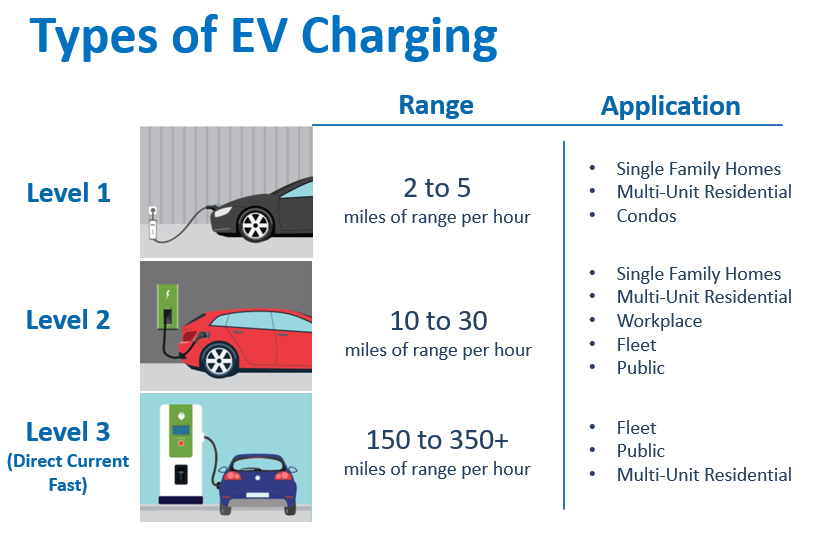 Types of EV Charging
Range
Application
Level 1
2 to 5
miles of range per hour
• Single Family Homes
• Multi-Unit Residential
• Condos
Level 2
10 to 30
miles of range per hour
• Single Family Homes
• Multi-Unit Residential
• Workplace
• Fleet
• Public
Level 3
(Direct Current
Fast)
150 to 350+
miles of range per hour
• Fleet
• Public
• Multi-Unit Residential